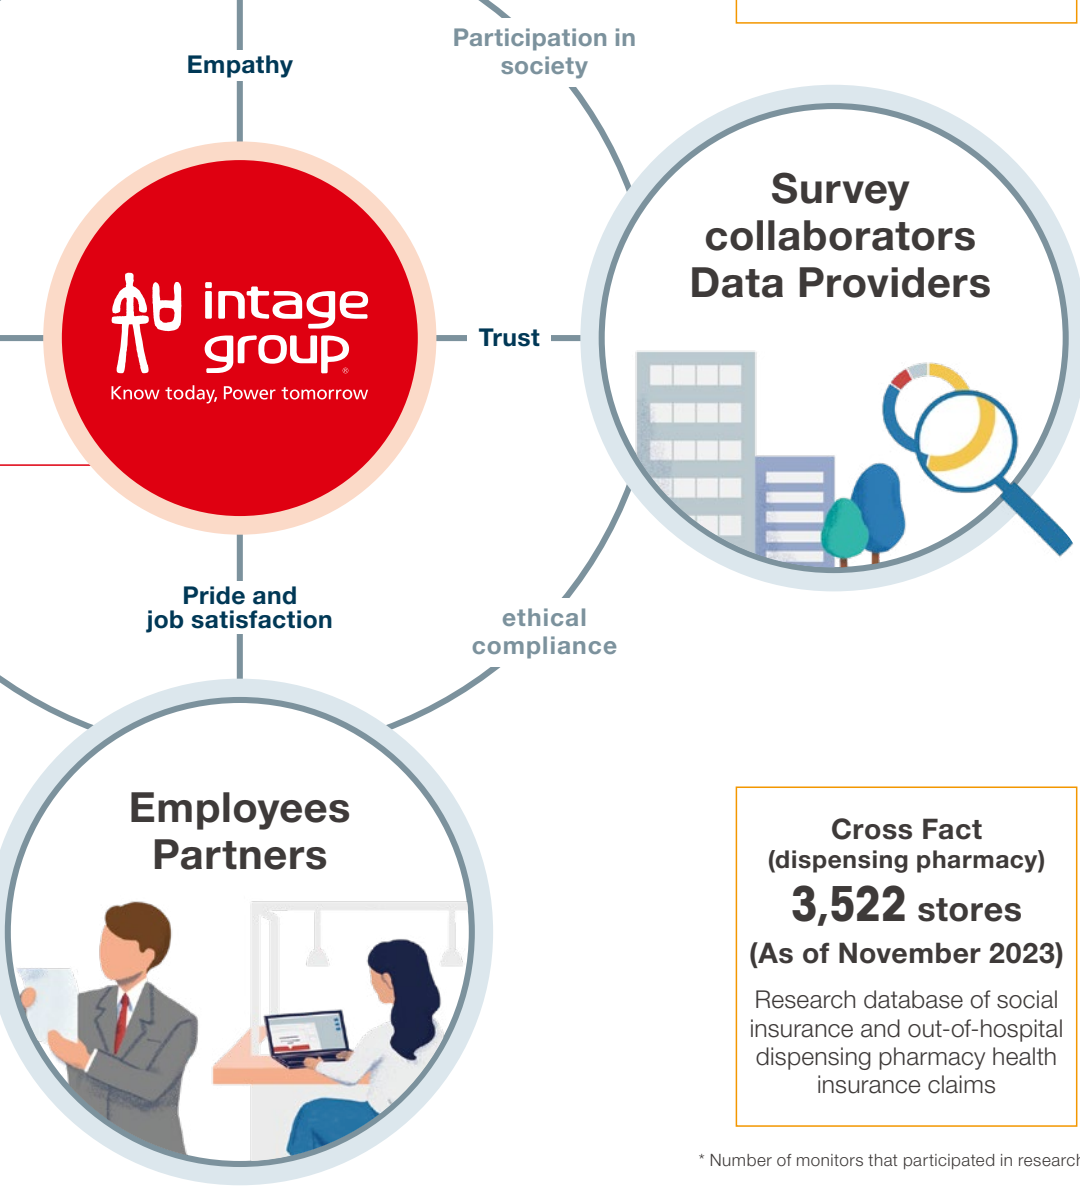 Participation in
society
Empathy
Survey
collaborators
Data Providers
intage
group®
Know today, Power tomorrow
Trust
Pride and
job satisfaction
ethical
compliance
Employees
Partners
Cross Fact
(dispensing pharmacy)
3,522 stores
(As of November 2023)
Research database of social
insurance and out-of-hospital
dispensing pharmacy health
insurance claims
* Number of monitors that participated in research